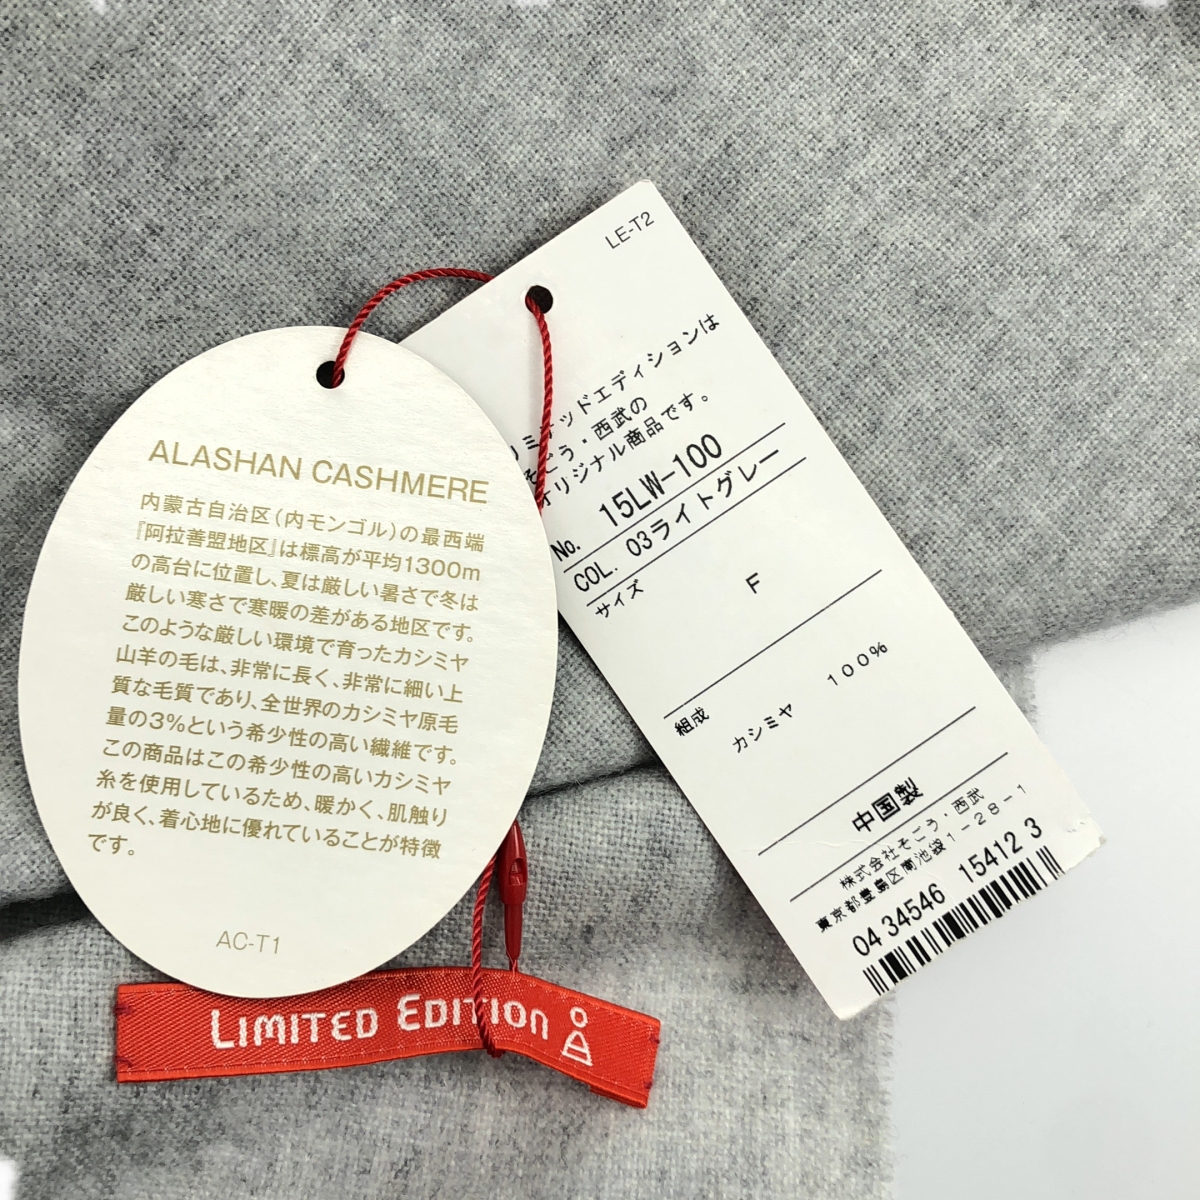 ALASHAN CASHMERE
内蒙古自治区(内モンゴル)の最西端
『阿拉善盟地区』は標高が平均1300m
の高台に位置し、夏は厳しい暑さで冬は
厳しい寒さで寒暖の差がある地区です。
このような厳しい環境で育ったカシミヤ
山羊の毛は、非常に長く、非常に細い上
質な毛質であり、全世界のカシミヤ原毛
量の3%という希少性の高い繊維です。
この商品はこの希少性の高いカシミヤ
糸を使用しているため、暖かく、肌触り
が良く、着心地に優れていることが特徴
です。
AC-T1
LE-T2
ミテッドエディションは
そごう・西武の
オリジナル商品です。
No. 15LW-100
COL. 03ライトグレー
サイズ
F
組成
カシミヤ 100%
中国製
株式会社そごう・西武
東京都豊島区南池袋1-28-1
04 34546 15412 3
LIMITED EDITION